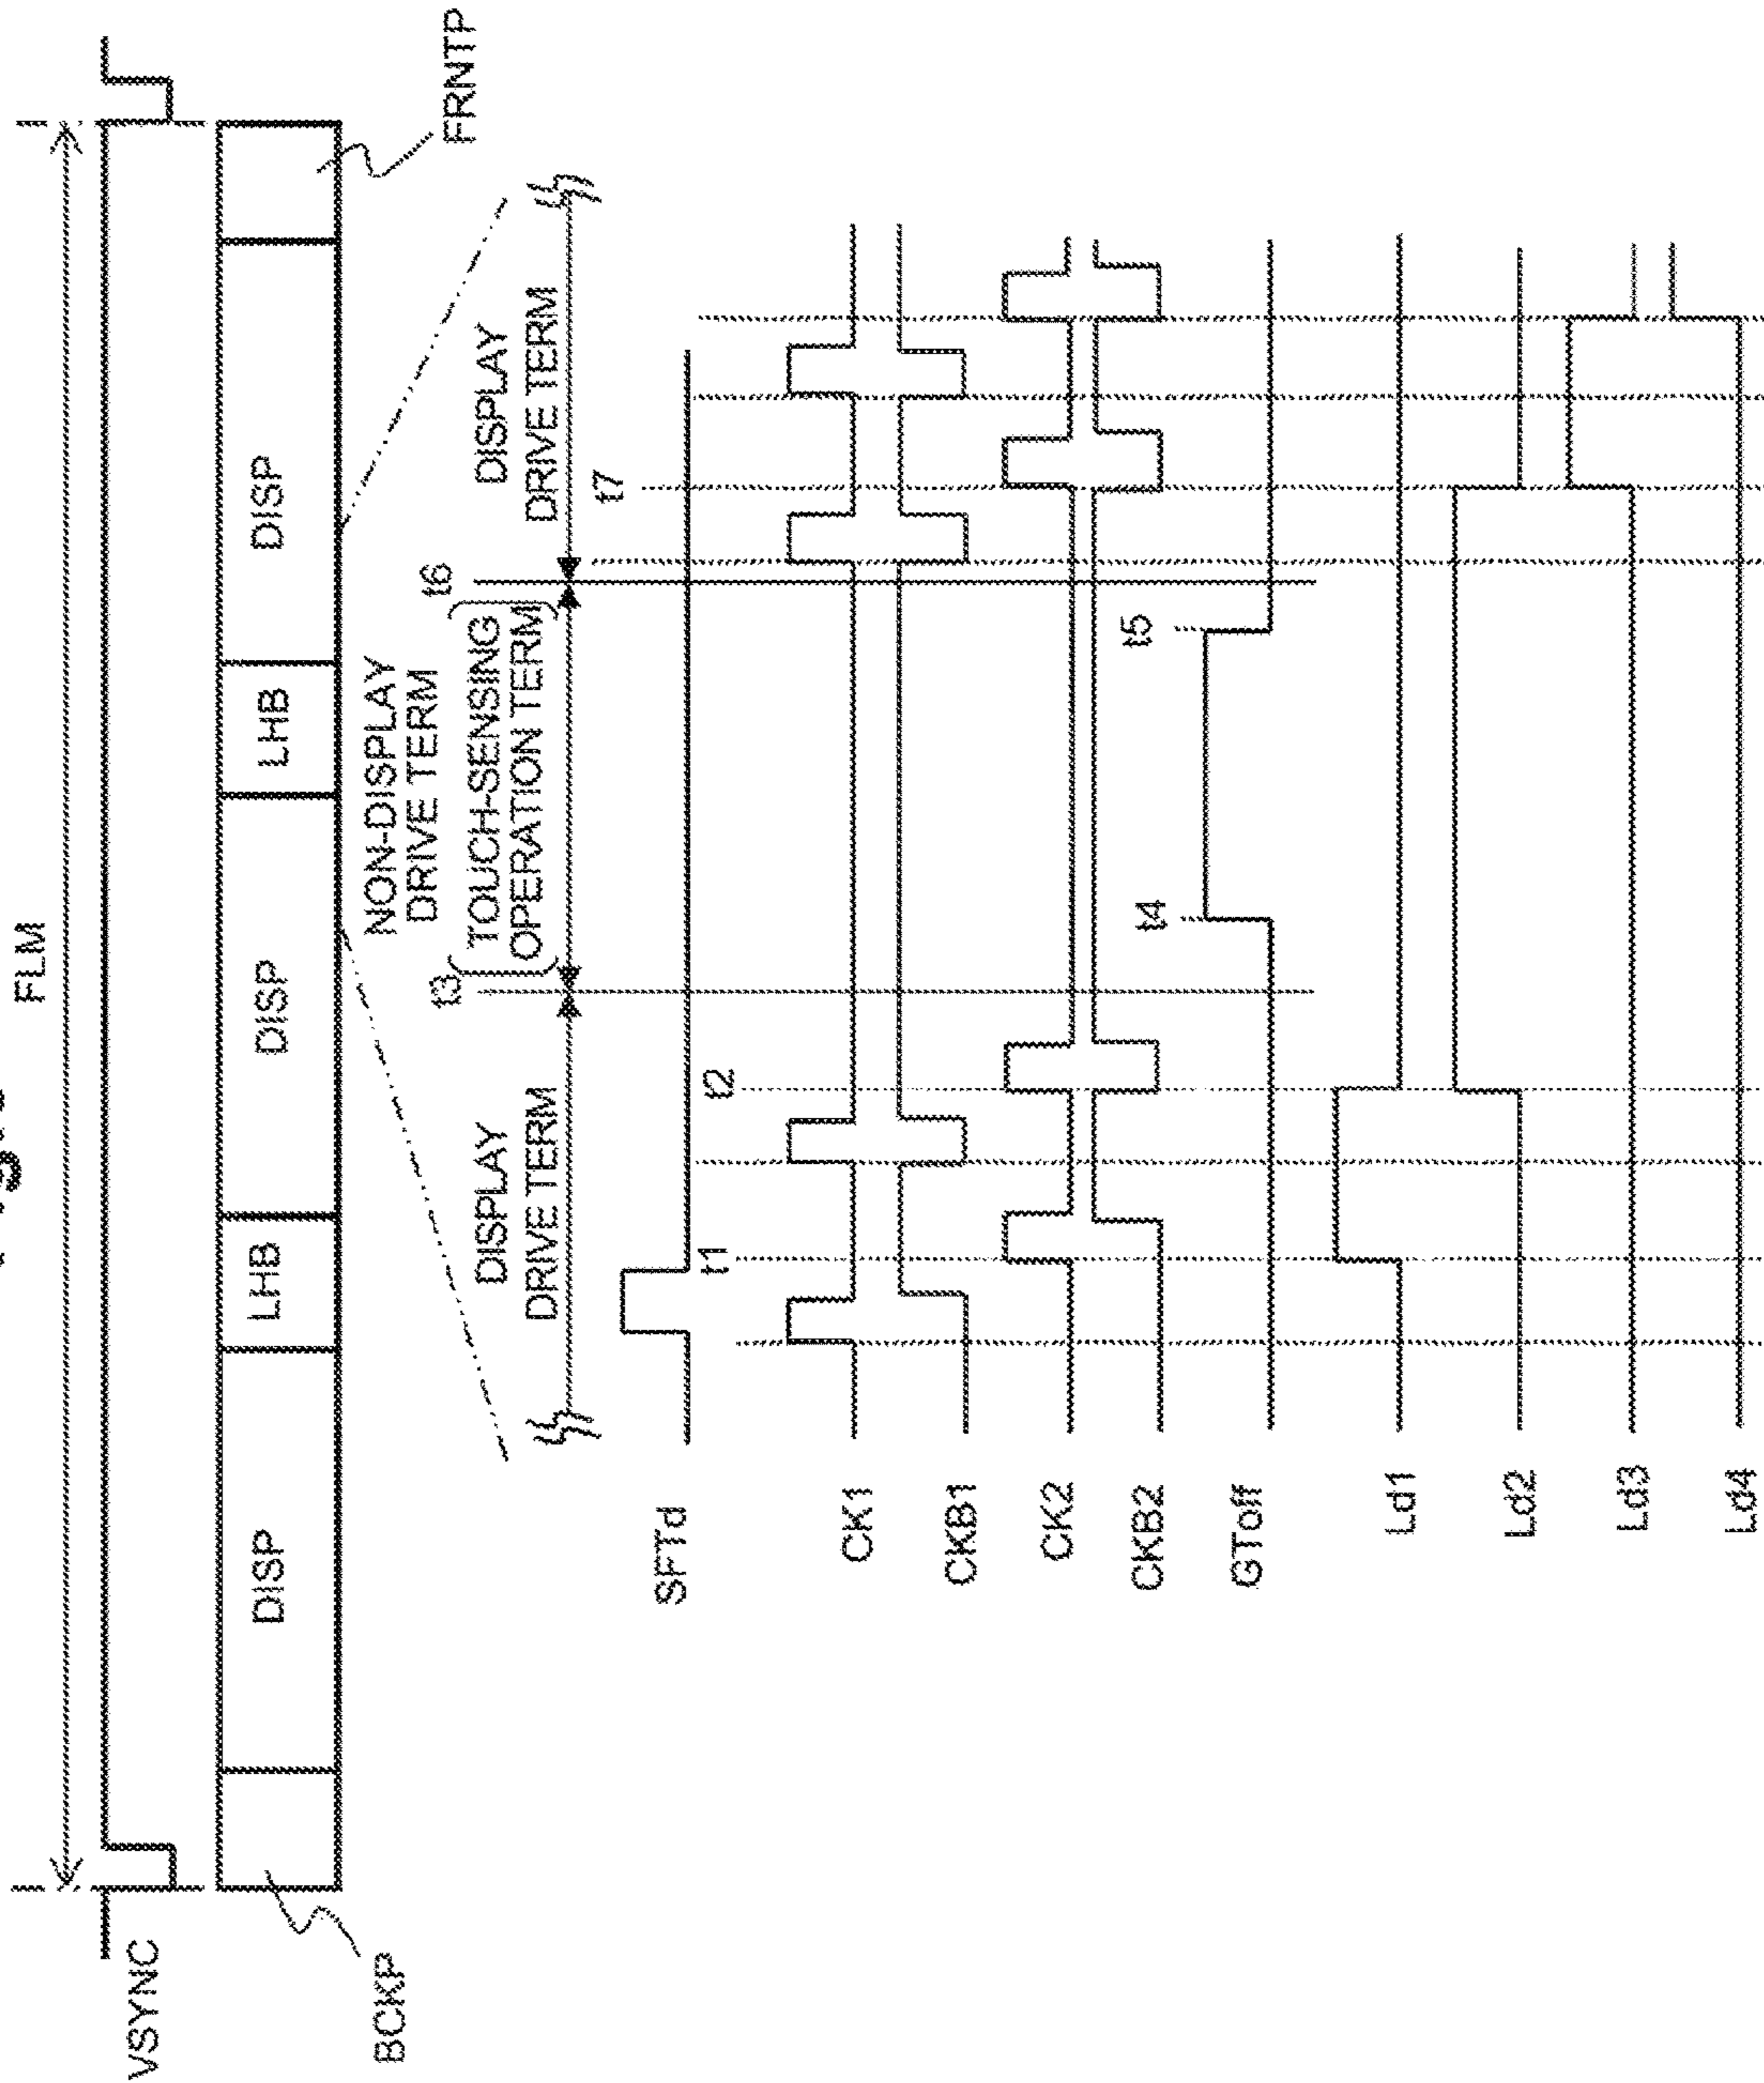 FLM
VSYNC
BCKP
DISP
LHB
DISP
LHB
DISP
FRNTP
NON-DISPLAY
DRIVE TERM
DISPLAY
DRIVE TERM
t3
TOUCH-SENSING
OPERATION TERM
t6
DISPLAY
DRIVE TERM
t7
SFTd
t1
t2
CK1
CKB1
CK2
CKB2
t4
t5
GToff
Ld1
Ld2
Ld3
Ld4